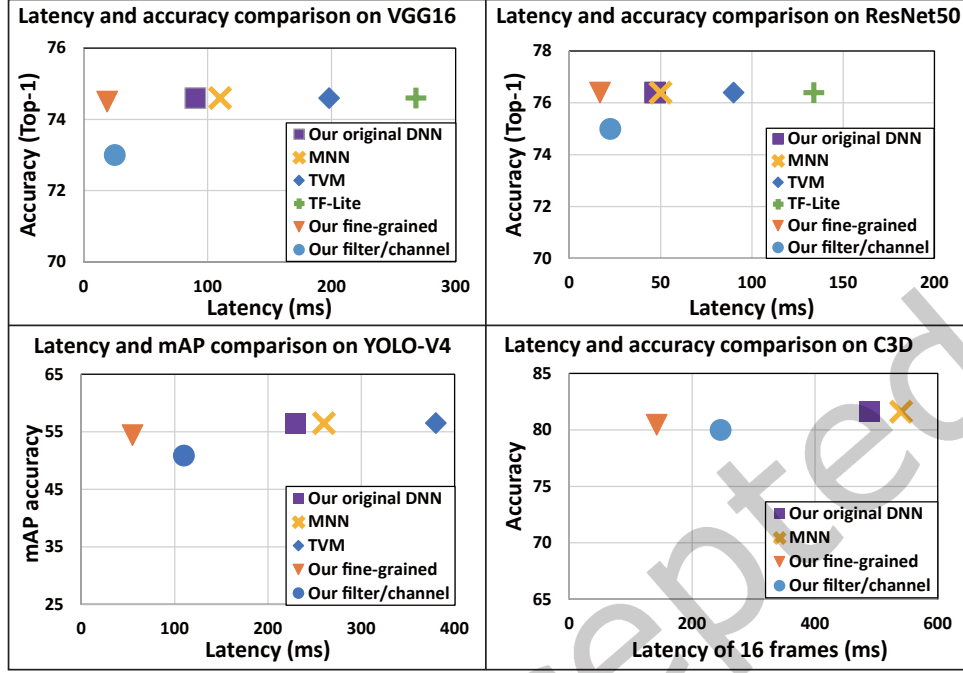 Latency and accuracy comparison on VGG16
Accuracy (Top-1)
76
74
72
70
0
100
200
300
Latency (ms)
Our original DNN
MNN
TVM
TF-Lite
Our fine-grained
Our filter/channel
Latency and accuracy comparison on ResNet50
Accuracy (Top-1)
78
76
74
72
70
0
50
100
150
200
Latency (ms)
Our original DNN
MNN
TVM
TF-Lite
Our fine-grained
Our filter/channel
Latency and mAP comparison on YOLO-V4
mAP accuracy
65
55
45
35
25
0
100
200
300
400
Latency (ms)
Our original DNN
MNN
TVM
Our fine-grained
Our filter/channel
Latency and accuracy comparison on C3D
Accuracy
85
80
75
70
65
0
200
400
600
Latency of 16 frames (ms)
Our original DNN
MNN
Our fine-grained
Our filter/channel
epted